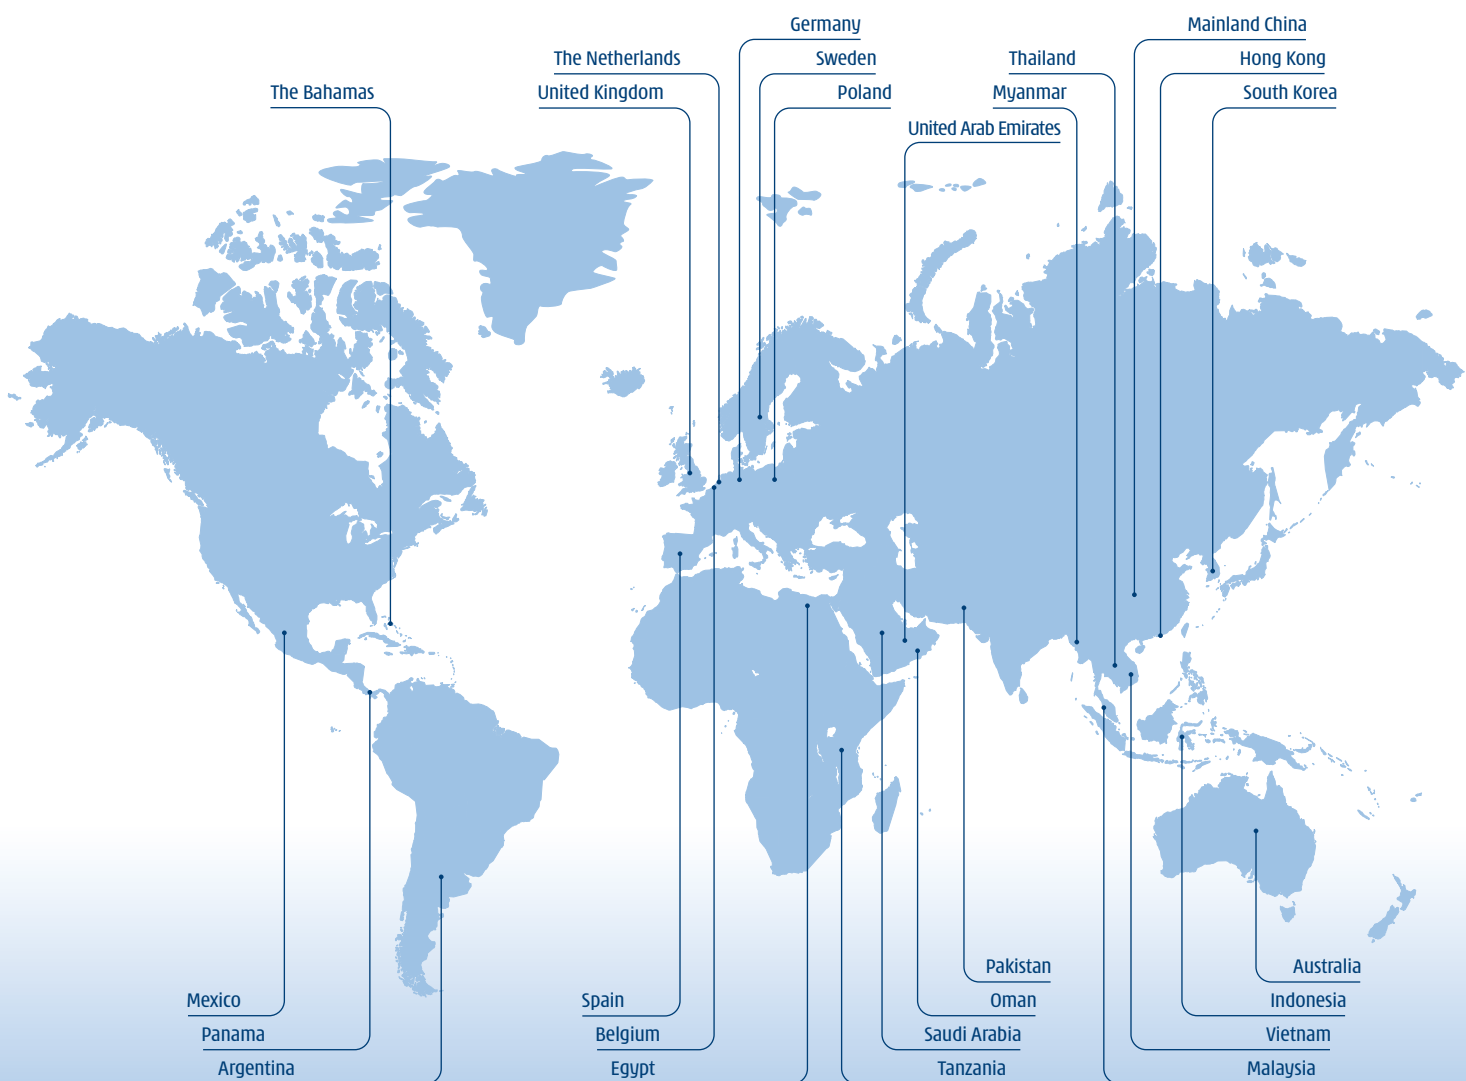 Germany
Mainland China
The Netherlands
Sweden
Thailand
Hong Kong
The Bahamas
United Kingdom
Poland
Myanmar
South Korea
United Arab Emirates
Pakistan
Australia
Mexico
Spain
Oman
Indonesia
Panama
Belgium
Saudi Arabia
Vietnam
Argentina
Egypt
Tanzania
Malaysia